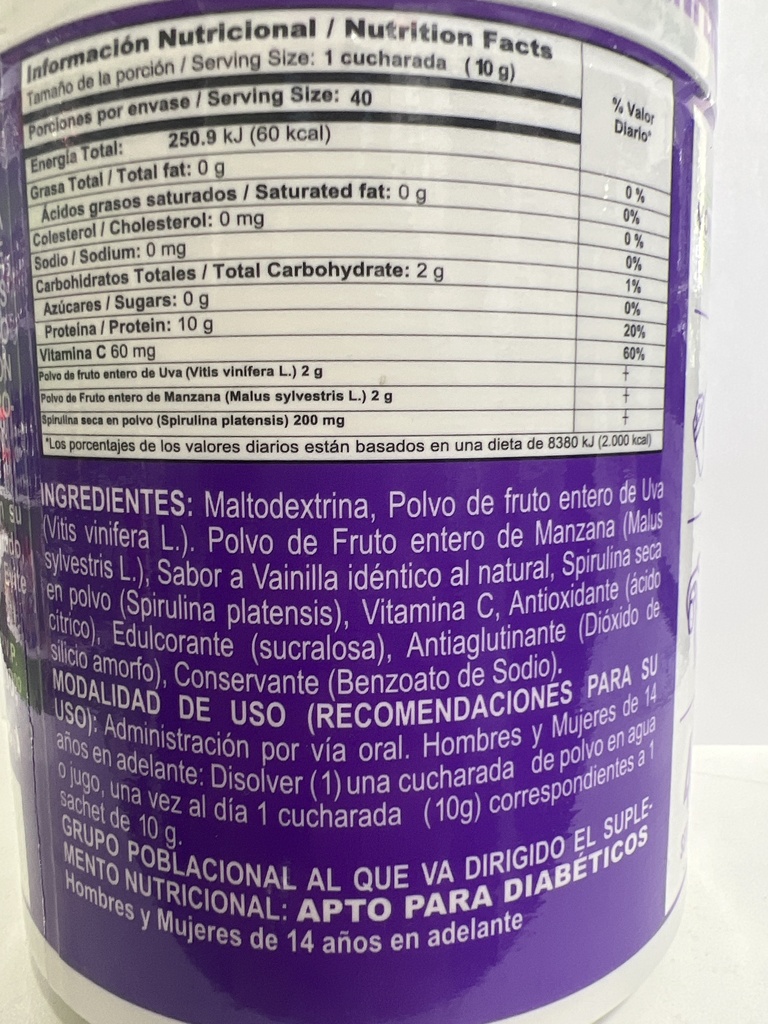 Información Nutricional / Nutrition Facts
Tamaño de la porción / Serving Size: 1 cucharada (10 g)
Porciones por envase / Serving Size: 40
% Valor
Diario*
Energía Total: 250.9 kJ (60 kcal)
Grasa Total / Total fat: 0 g 0 %
Ácidos grasos saturados / Saturated fat: 0 g 0%
Colesterol / Cholesterol: 0 mg 0 %
Sodio / Sodium: 0 mg 0%
Carbohidratos Totales / Total Carbohydrate: 2 g 1%
Azúcares / Sugars: 0 g 0%
Proteína / Protein: 10 g 20%
Vitamina C 60 mg 60%
Polvo de fruto entero de Uva (Vitis vinífera L.) 2 g †
Polvo de Fruto entero de Manzana (Malus sylvestris L.) 2 g †
Spirulina seca en polvo (Spirulina platensis) 200 mg †
*Los porcentajes de los valores diarios están basados en una dieta de 8380 kJ (2.000 kcal)
INGREDIENTES: Maltodextrina, Polvo de fruto entero de Uva
(Vitis vinifera L.). Polvo de Fruto entero de Manzana (Malus
sylvestris L.), Sabor a Vainilla idéntico al natural, Spirulina seca
en polvo (Spirulina platensis), Vitamina C, Antioxidante (ácido
cítrico), Edulcorante (sucralosa), Antiaglutinante (Dióxido de
silicio amorfo), Conservante (Benzoato de Sodio).
MODALIDAD DE USO (RECOMENDACIONES PARA SU
USO): Administración por vía oral. Hombres y Mujeres de 14
años en adelante: Disolver (1) una cucharada de polvo en agua
o jugo, una vez al día 1 cucharada (10g) correspondientes a 1
sachet de 10 g.
GRUPO POBLACIONAL AL QUE VA DIRIGIDO EL SUPLE-
MENTO NUTRICIONAL: APTO PARA DIABÉTICOS
Hombres y Mujeres de 14 años en adelante